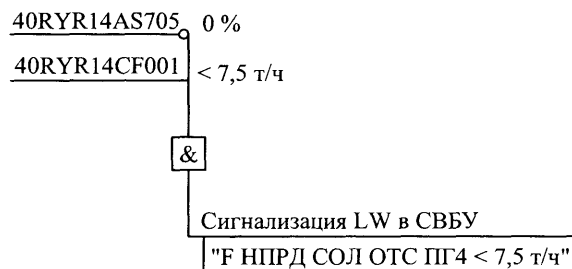 40RYR14AS705 0 %
40RYR14CF001 < 7,5 т/ч
&
Сигнализация LW в СВБУ
"F НПРД СОЛ ОТС ПГ4 < 7,5 т/ч"